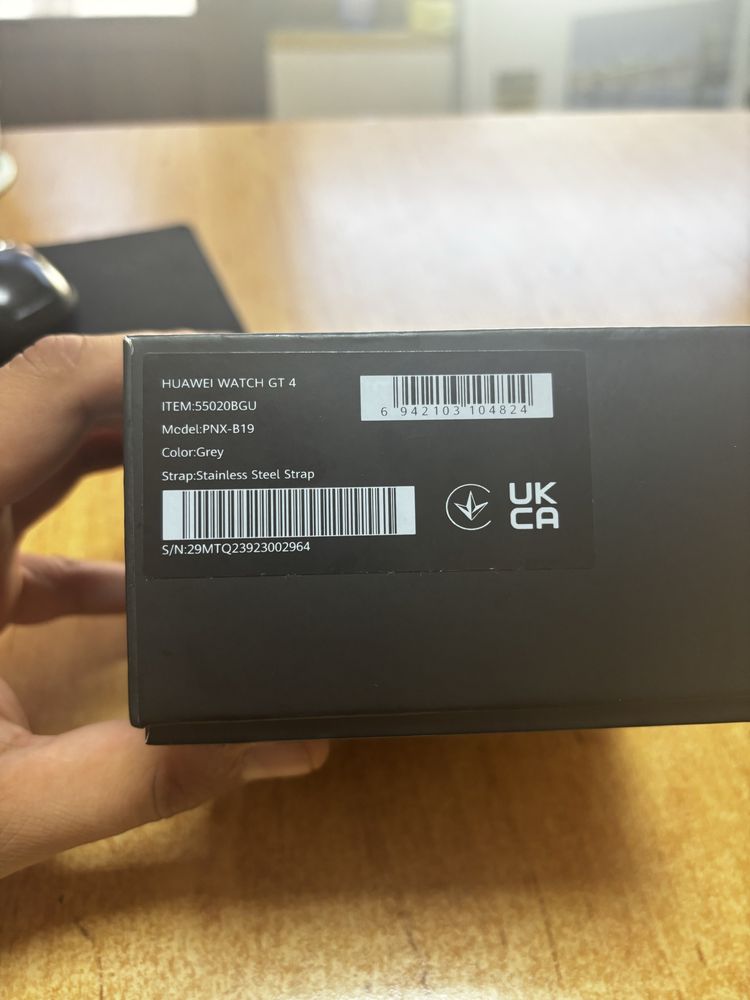 HUAWEI WATCH GT 4
ITEM:55020BGU
Model:PNX-B19
Color:Grey
Strap:Stainless Steel Strap
S/N:29MTQ23923002964
6 942103 104824
UK
CA